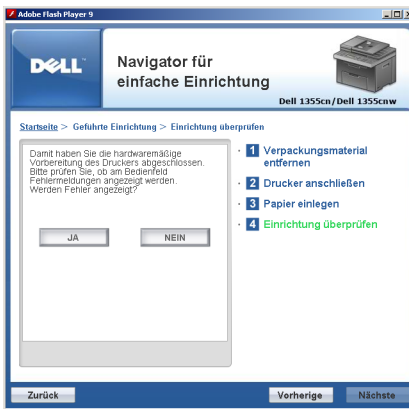 Adobe Flash Player 9
DELL™
Navigator für
einfache Einrichtung
Dell 1355cn/Dell 1355cnw
Startseite > Geführte Einrichtung > Einrichtung überprüfen
Damit haben Sie die hardwaremäßige
Vorbereitung des Druckers abgeschlossen.
Bitte prüfen Sie, ob am Bedienfeld
Fehlermeldungen angezeigt werden.
Werden Fehler angezeigt?
JA
NEIN
1 Verpackungsmaterial
entfernen
2 Drucker anschließen
3 Papier einlegen
4 Einrichtung überprüfen
Zurück
Vorherige
Nächste